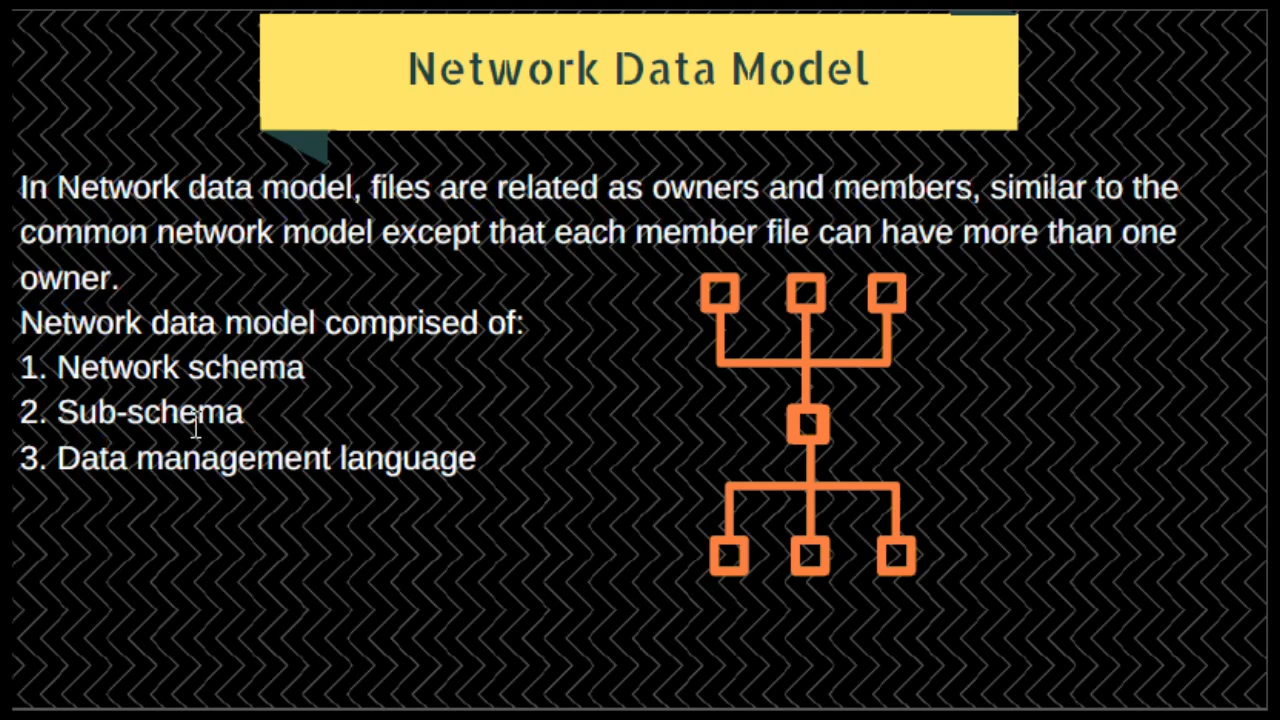 Network Data Model
In Network data model, files are related as owners and members, similar to the
common network model except that each member file can have more than one
owner.
Network data model comprised of:
1. Network schema
2. Sub-schema
3. Data management language